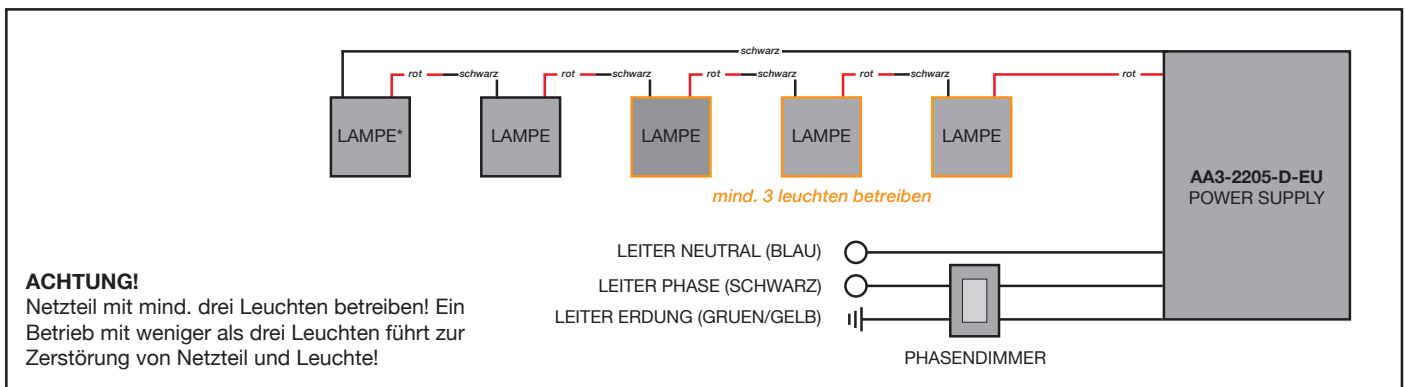 schwarz
rot schwarz rot schwarz rot schwarz rot schwarz rot
LAMPE* LAMPE LAMPE LAMPE LAMPE
mind. 3 leuchten betreiben
AA3-2205-D-EU
POWER SUPPLY
LEITER NEUTRAL (BLAU)
LEITER PHASE (SCHWARZ)
LEITER ERDUNG (GRUEN/GELB)
PHASENDIMMER
ACHTUNG!
Netzteil mit mind. drei Leuchten betreiben! Ein
Betrieb mit weniger als drei Leuchten führt zur
Zerstörung von Netzteil und Leuchte!